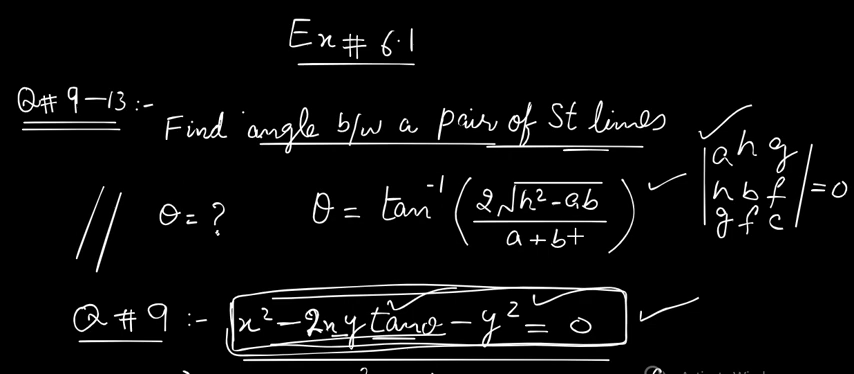 Ex # 6.1
Q# 9-13:-
Find angle b/w a pair of St lines
θ = ? θ = tan⁻¹ (2√(h²-ab) / a+b) |a h g / h b f / g f c| = 0
Q # 9 :- x² - 2xy tanα - y² = 0